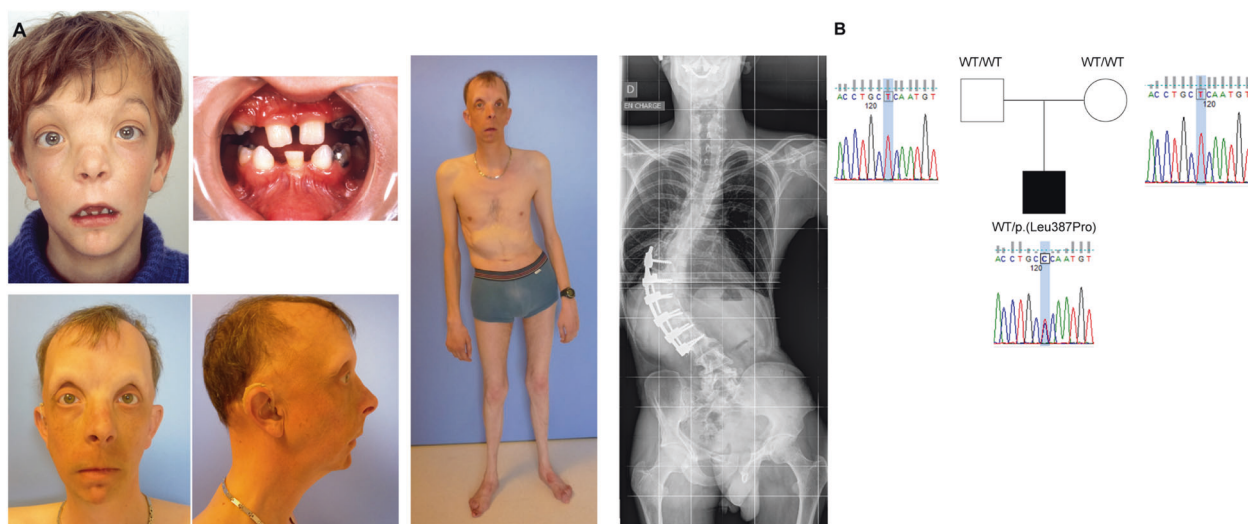 A
D
EN CHARGE
B
WT/WT
WT/WT
ACCTGCTCAATGT
120
ACCTGCTCAATGT
120
WT/p.(Leu387Pro)
ACCTGCCCAATGT
120